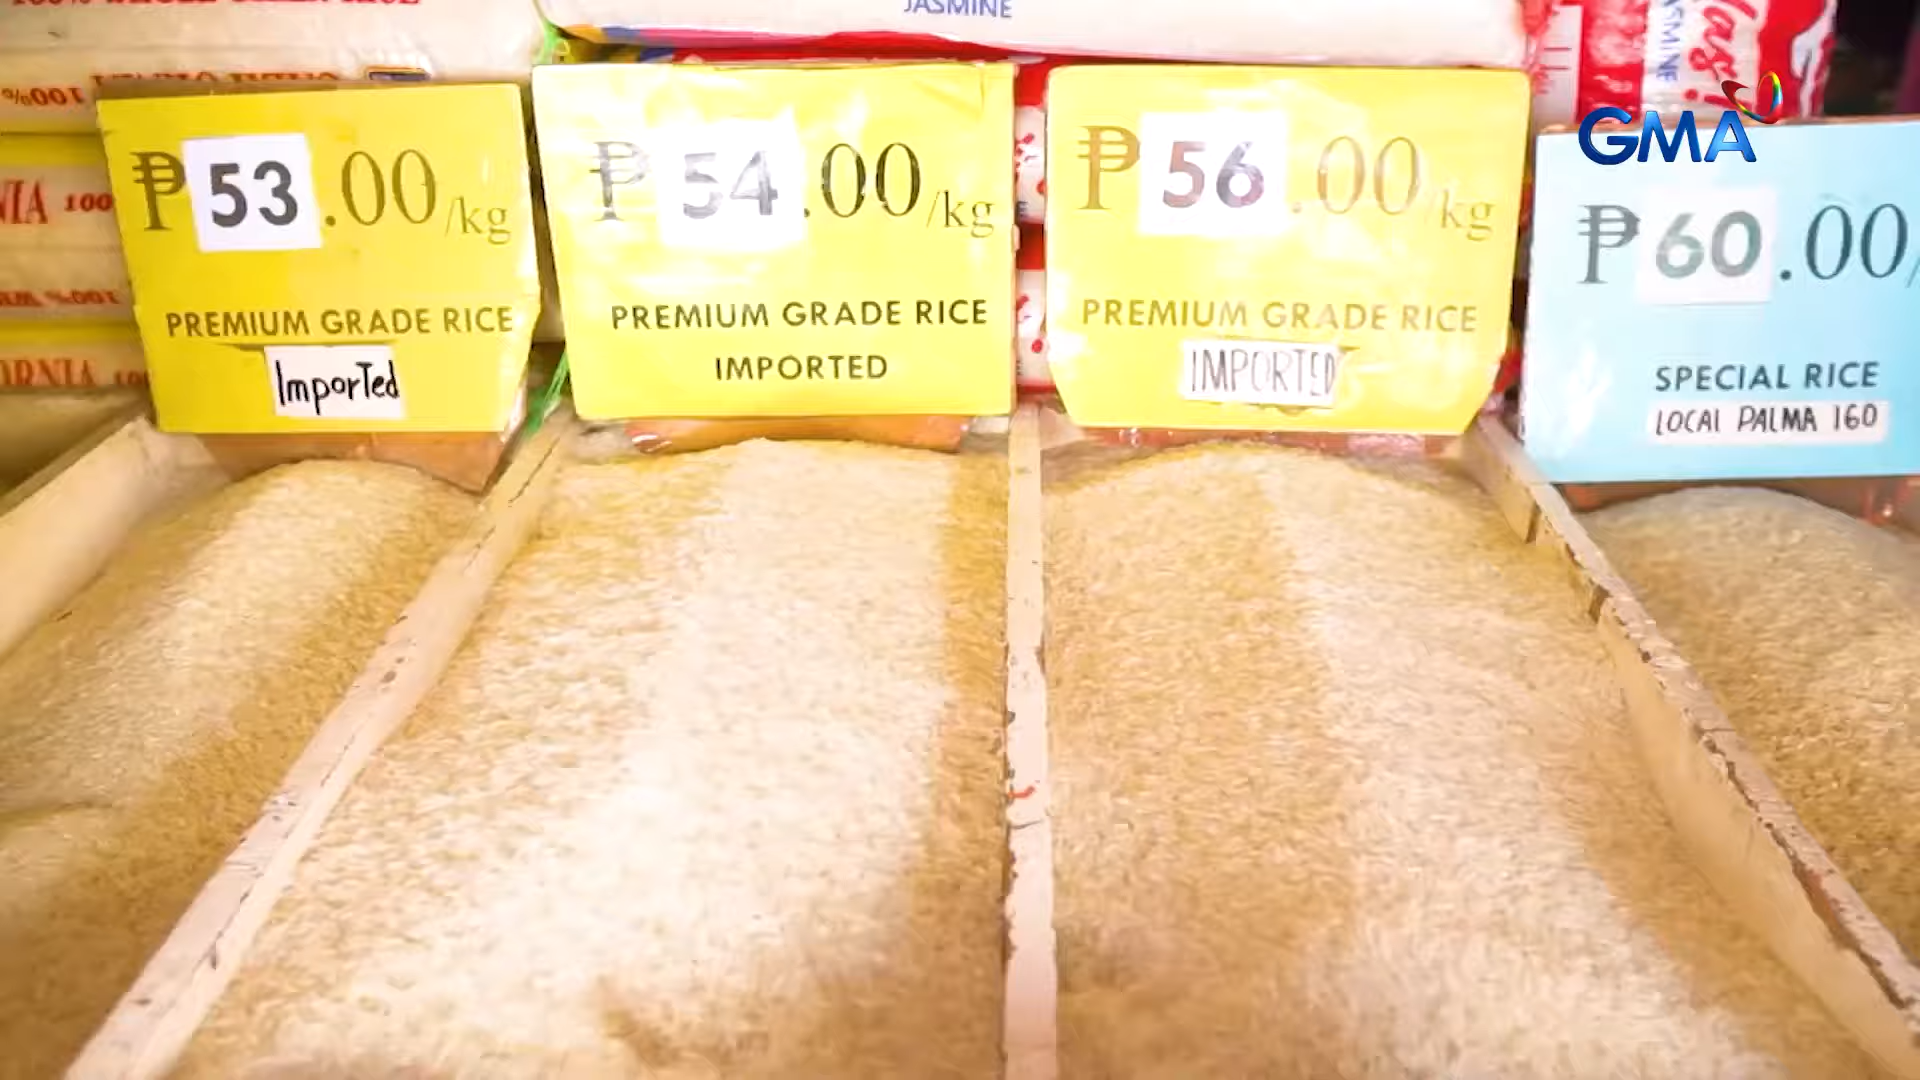 JASMINE
GMA
₱53.00/kg
PREMIUM GRADE RICE
Imported
₱54.00/kg
PREMIUM GRADE RICE
IMPORTED
₱56.00/kg
PREMIUM GRADE RICE
IMPORTED
₱60.00/
SPECIAL RICE
LOCAL PALMA 160